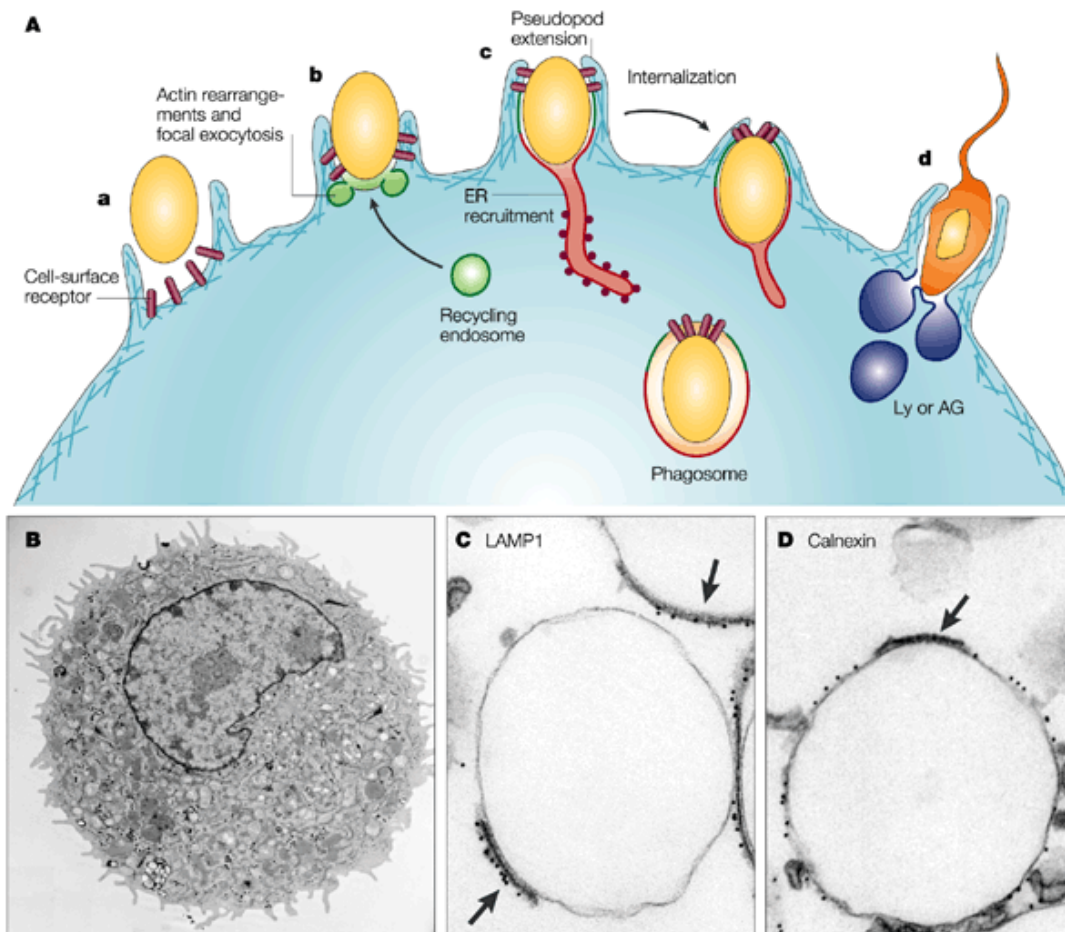 A
Pseudopod
extension
c
b
Internalization
Actin rearrange-
ments and
focal exocytosis
d
a
ER
recruitment
Cell-surface
receptor
Recycling
endosome
Ly or AG
Phagosome
B
C LAMP1
D Calnexin